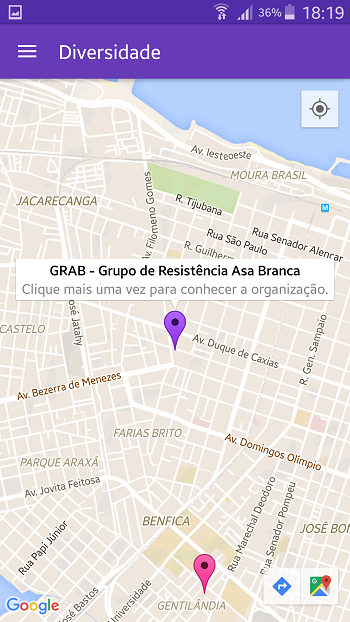 36% 18:19
Diversidade
Av. leste oeste
MOURA BRASIL
JACARECANGA
Av. Filomeno Gomes
R. Tijubana
Rua São Paulo
Rua Senador Alencar
R. Guilherme
M
GRAB - Grupo de Resistência Asa Branca
Clique mais uma vez para conhecer a organização.
José Jatahy
CASTELO
Av. Duque de Caxias
R. Gen. Sampaio
Av. Bezerra de Menezes
FARIAS BRITO
Av. Domingos Olímpio
PARQUE ARAXÁ
Av. Jovita Feitosa
Rua Marechal Deodoro
Rua Senador Pompeu
BENFICA
JOSÉ BON
Rua Papi Júnior
José Bastos
Universidade
GENTILÂNDIA
Google